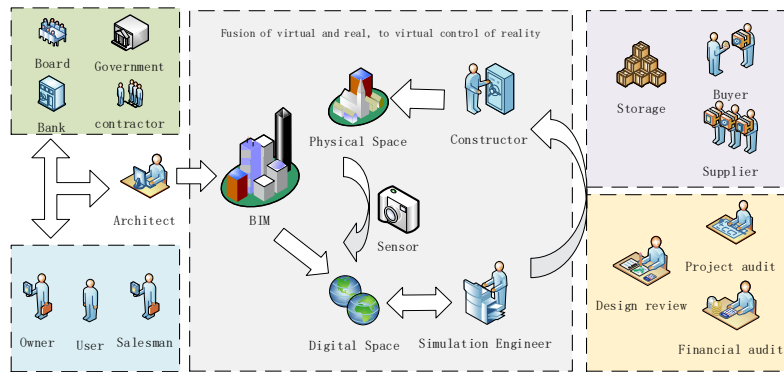 Board
Government
Bank
contractor
Architect
Owner
User
Salesman
Fusion of virtual and real, to virtual control of reality
Physical Space
Constructor
BIM
Sensor
Digital Space
Simulation Engineer
Storage
Buyer
Supplier
Project audit
Design review
Financial audit